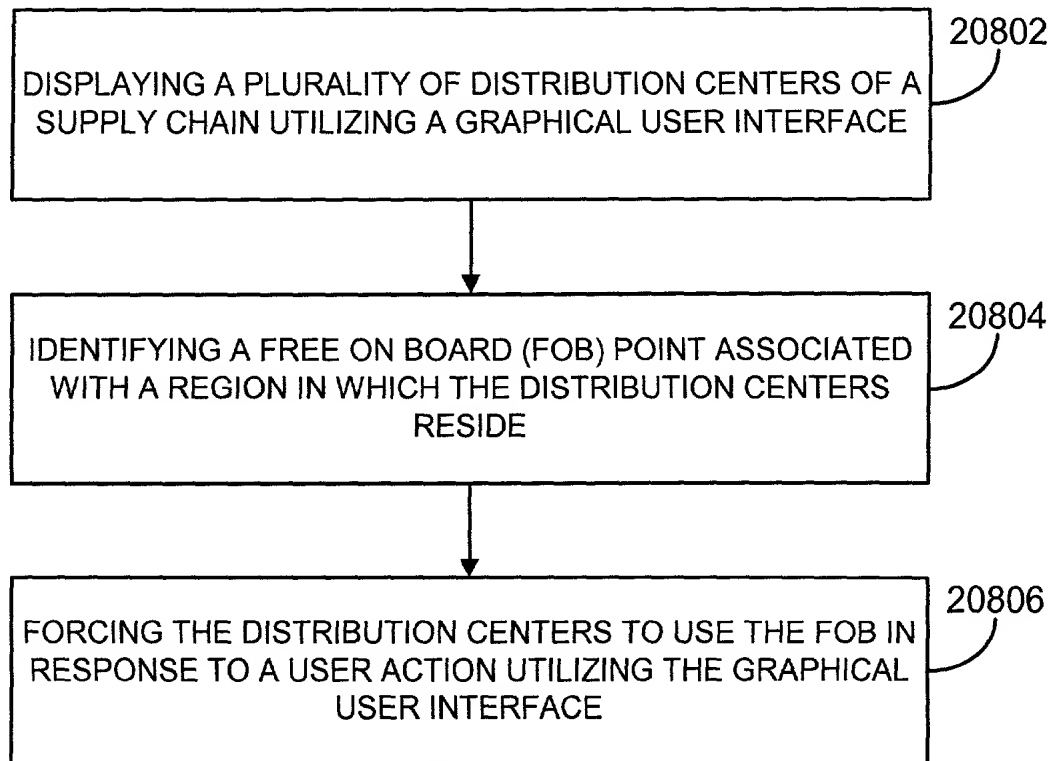 20802
DISPLAYING A PLURALITY OF DISTRIBUTION CENTERS OF A
SUPPLY CHAIN UTILIZING A GRAPHICAL USER INTERFACE
20804
IDENTIFYING A FREE ON BOARD (FOB) POINT ASSOCIATED
WITH A REGION IN WHICH THE DISTRIBUTION CENTERS
RESIDE
20806
FORCING THE DISTRIBUTION CENTERS TO USE THE FOB IN
RESPONSE TO A USER ACTION UTILIZING THE GRAPHICAL
USER INTERFACE